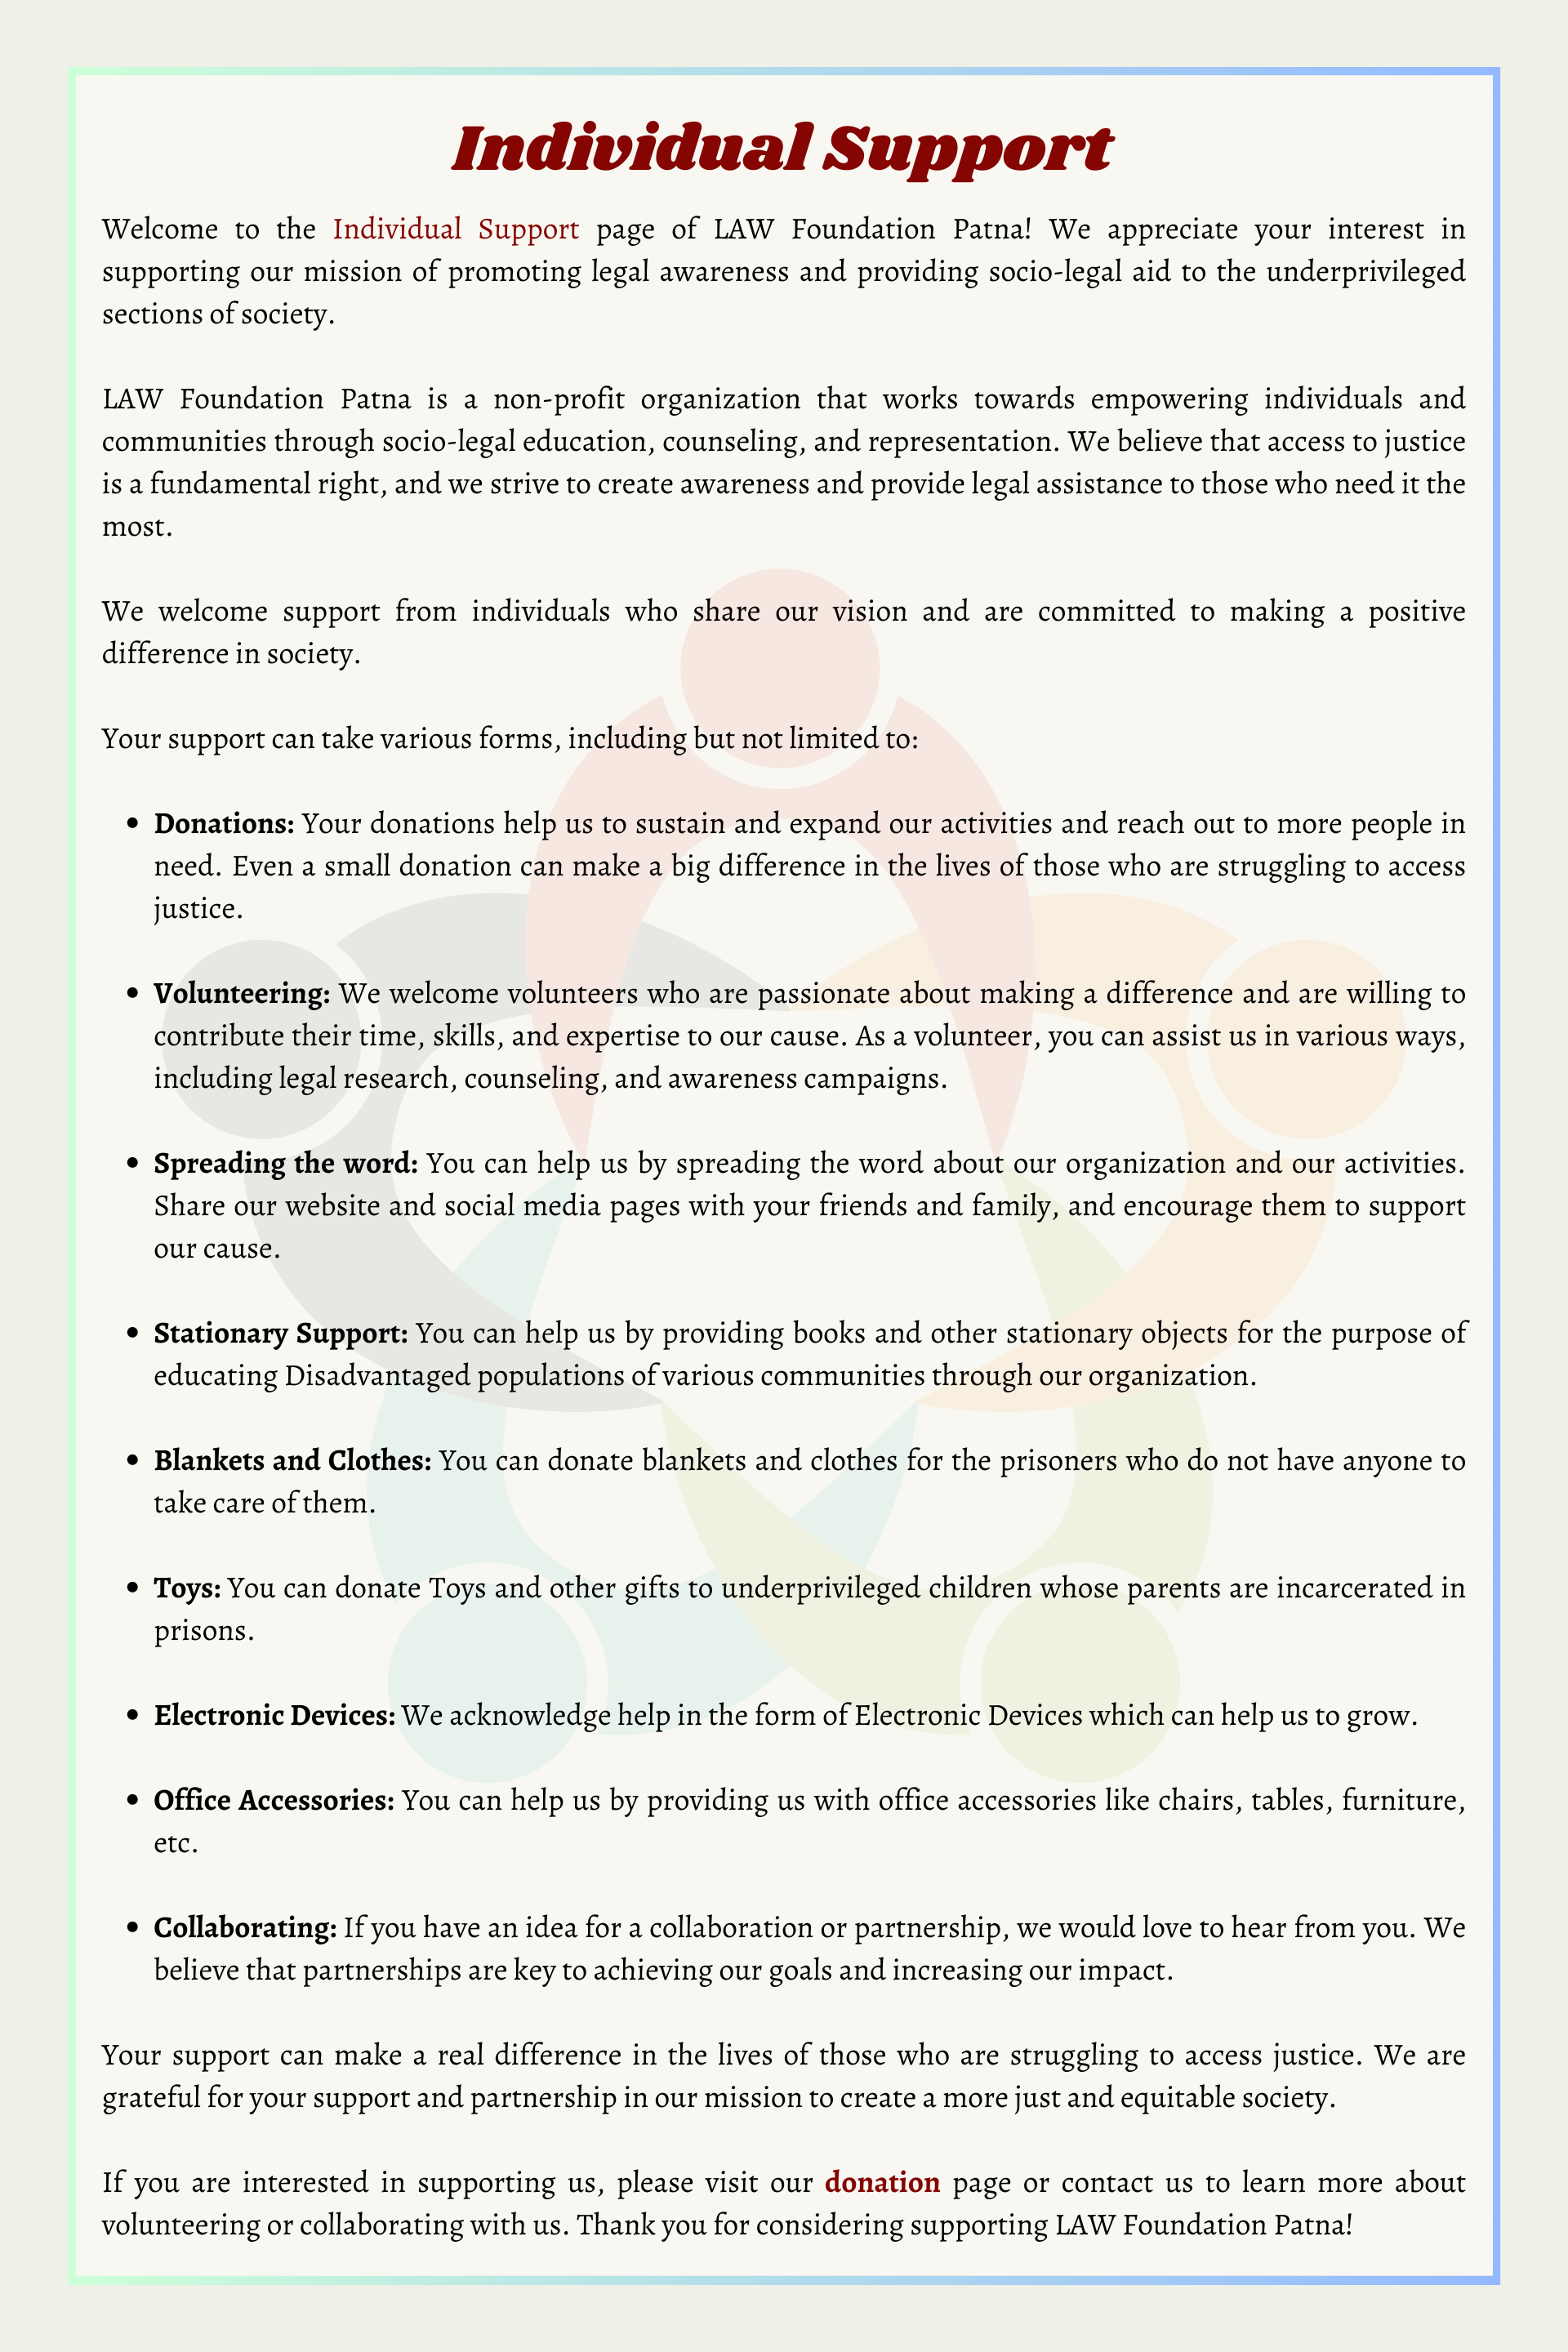 Individual Support
Welcome to the Individual Support page of LAW Foundation Patna! We appreciate your interest in
supporting our mission of promoting legal awareness and providing socio-legal aid to the underprivileged
sections of society.
LAW Foundation Patna is a non-profit organization that works towards empowering individuals and
communities through socio-legal education, counseling, and representation. We believe that access to justice
is a fundamental right, and we strive to create awareness and provide legal assistance to those who need it the
most.
We welcome support from individuals who share our vision and are committed to making a positive
difference in society.
Your support can take various forms, including but not limited to:
• Donations: Your donations help us to sustain and expand our activities and reach out to more people in
need. Even a small donation can make a big difference in the lives of those who are struggling to access
justice.
• Volunteering: We welcome volunteers who are passionate about making a difference and are willing to
contribute their time, skills, and expertise to our cause. As a volunteer, you can assist us in various ways,
including legal research, counseling, and awareness campaigns.
• Spreading the word: You can help us by spreading the word about our organization and our activities.
Share our website and social media pages with your friends and family, and encourage them to support
our cause.
• Stationary Support: You can help us by providing books and other stationary objects for the purpose of
educating Disadvantaged populations of various communities through our organization.
• Blankets and Clothes: You can donate blankets and clothes for the prisoners who do not have anyone to
take care of them.
• Toys: You can donate Toys and other gifts to underprivileged children whose parents are incarcerated in
prisons.
• Electronic Devices: We acknowledge help in the form of Electronic Devices which can help us to grow.
• Office Accessories: You can help us by providing us with office accessories like chairs, tables, furniture,
etc.
• Collaborating: If you have an idea for a collaboration or partnership, we would love to hear from you. We
believe that partnerships are key to achieving our goals and increasing our impact.
Your support can make a real difference in the lives of those who are struggling to access justice. We are
grateful for your support and partnership in our mission to create a more just and equitable society.
If you are interested in supporting us, please visit our donation page or contact us to learn more about
volunteering or collaborating with us. Thank you for considering supporting LAW Foundation Patna!